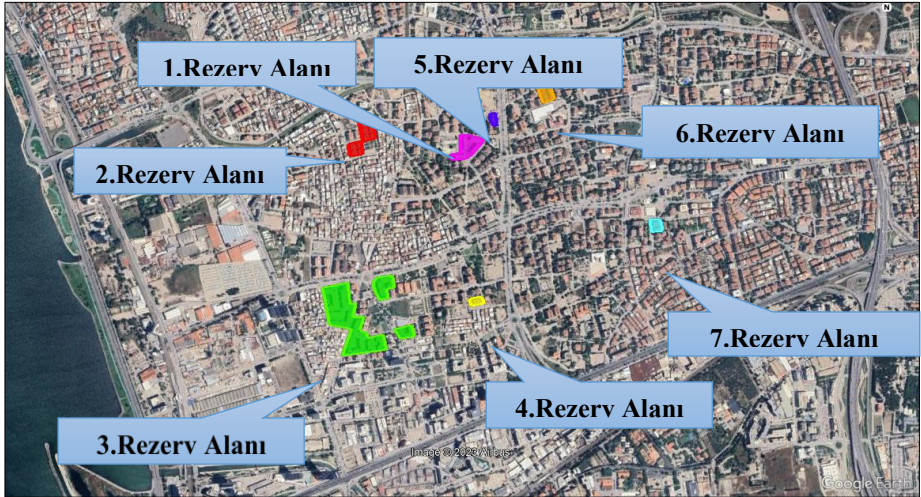 N
1.Rezerv Alanı
5.Rezerv Alanı
6.Rezerv Alanı
2.Rezerv Alanı
7.Rezerv Alanı
4.Rezerv Alanı
3.Rezerv Alanı
Google Earth